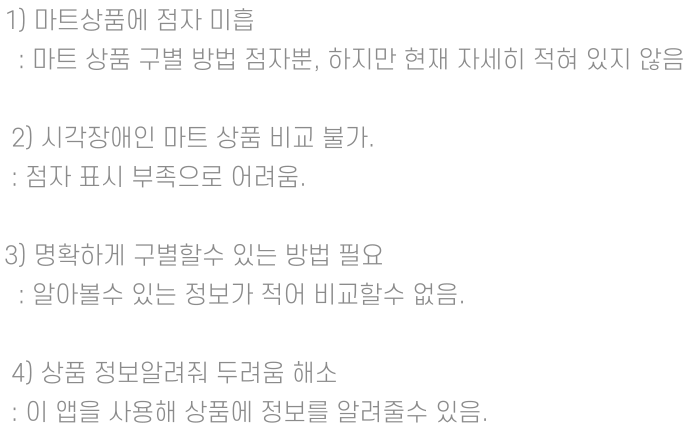 1) 마트상품에 점자 미흡
: 마트 상품 구별 방법 점자뿐, 하지만 현재 자세히 적혀 있지 않음
2) 시각장애인 마트 상품 비교 불가.
: 점자 표시 부족으로 어려움.
3) 명확하게 구별할수 있는 방법 필요
: 알아볼수 있는 정보가 적어 비교할수 없음.
4) 상품 정보알려줘 두려움 해소
: 이 앱을 사용해 상품에 정보를 알려줄수 있음.